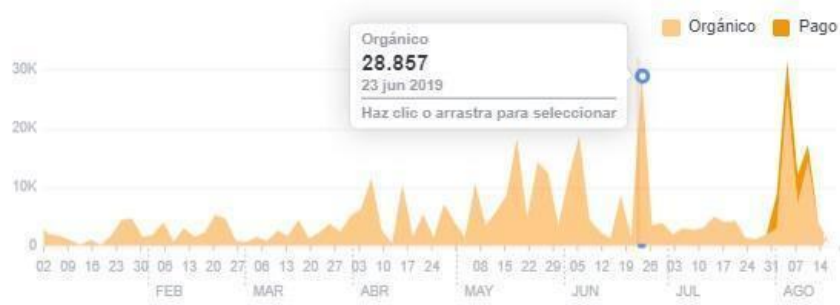 Orgánico Pago
Orgánico
28.857
23 jun 2019
Haz clic o arrastra para seleccionar
30K
20K
10K
0
02 09 16 23 30 06 13 20 27 06 13 20 27 03 10 17 24 08 15 22 29 05 12 19 26 03 10 17 24 31 07 14
FEB MAR ABR MAY JUN JUL AGO